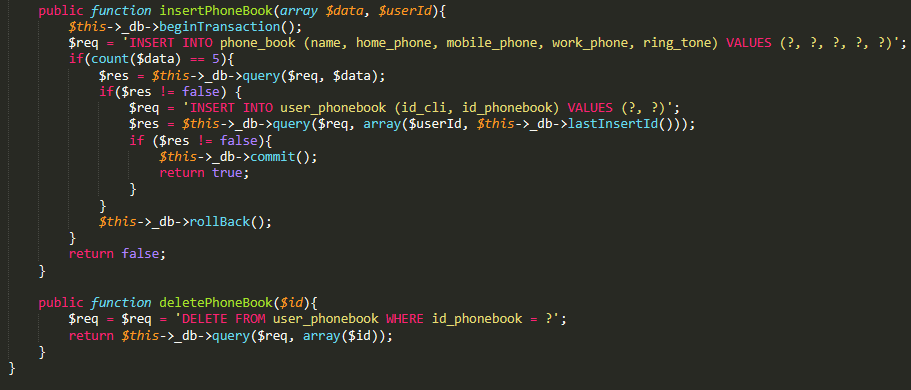 public function insertPhoneBook(array $data, $userId){
$this->_db->beginTransaction();
$req = 'INSERT INTO phone_book (name, home_phone, mobile_phone, work_phone, ring_tone) VALUES (?, ?, ?, ?, ?)';
if(count($data) == 5){
$res = $this->_db->query($req, $data);
if($res != false) {
$req = 'INSERT INTO user_phonebook (id_cli, id_phonebook) VALUES (?, ?)';
$res = $this->_db->query($req, array($userId, $this->_db->lastInsertId()));
if ($res != false){
$this->_db->commit();
return true;
}
}
$this->_db->rollBack();
}
return false;
}
public function deletePhoneBook($id){
$req = $req = 'DELETE FROM user_phonebook WHERE id_phonebook = ?';
return $this->_db->query($req, array($id));
}
}